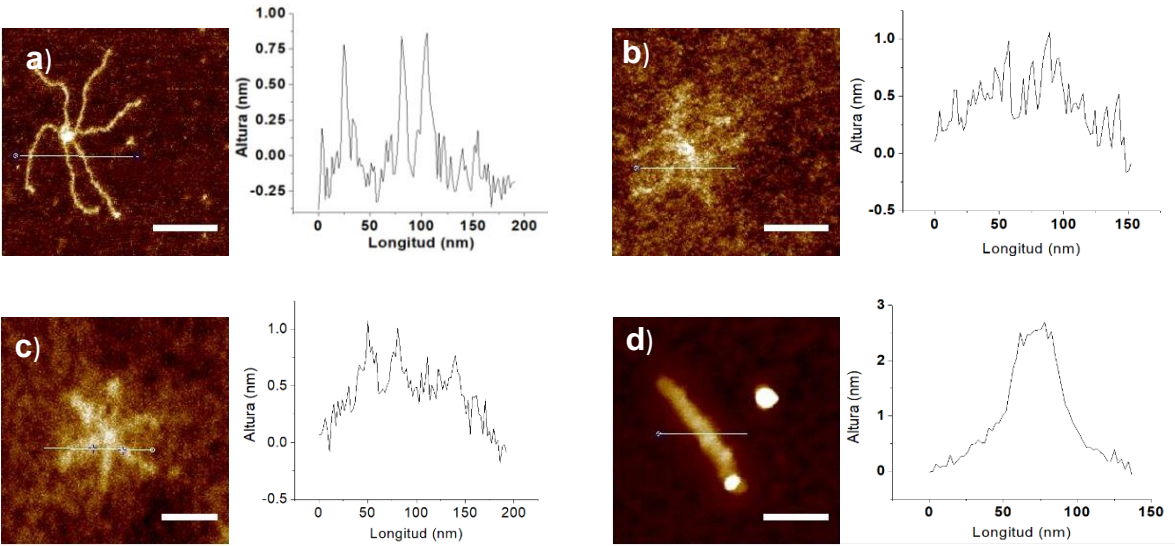 a)
1.00
0.75
0.50
0.25
0.00
-0.25
Altura (nm)
0 50 100 150 200
Longitud (nm)
b)
1.0
0.5
0.0
-0.5
Altura (nm)
0 50 100 150
Longitud (nm)
c)
1.0
0.5
0.0
-0.5
Altura (nm)
0 50 100 150 200
Longitud (nm)
d)
3
2
1
0
Altura (nm)
0 50 100 150
Longitud (nm)